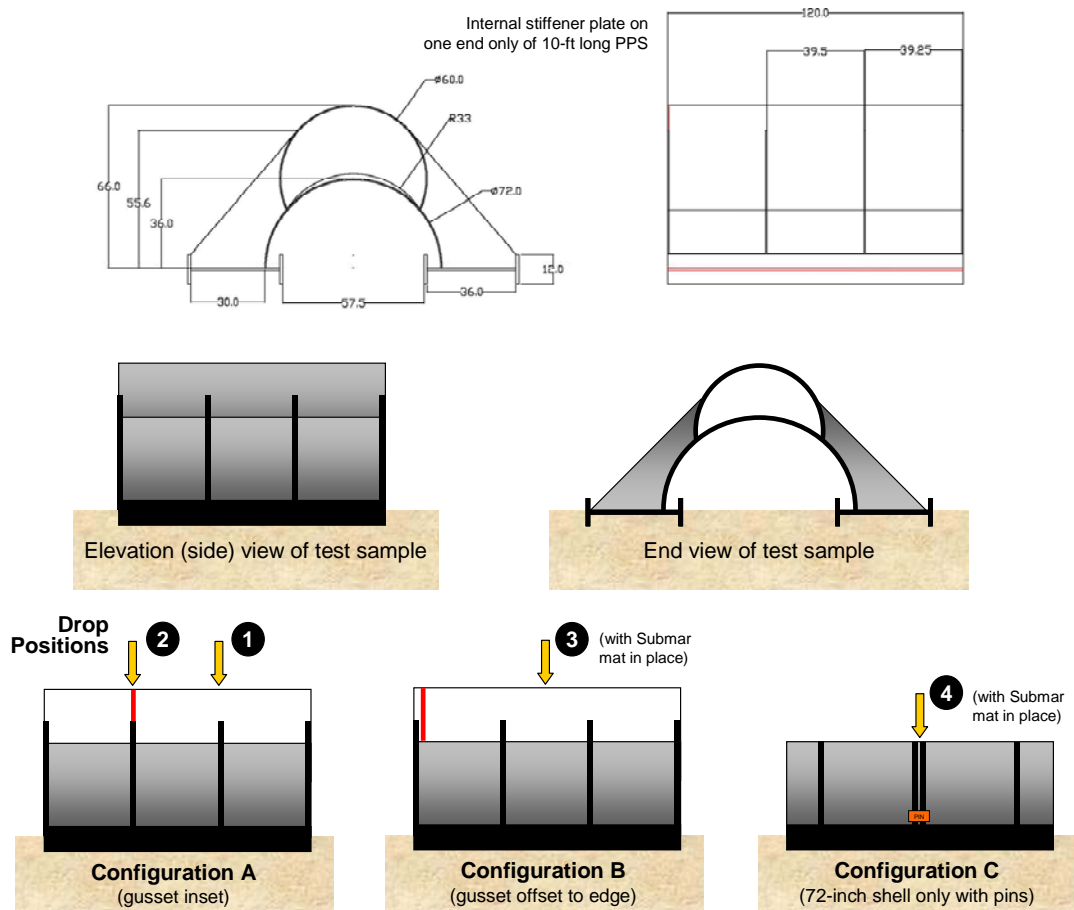 Internal stiffener plate on
one end only of 10-ft long PPS
120.0
39.5
39.25
ø60.0
R33
ø72.0
66.0
55.6
36.0
30.0
57.5
36.0
12.0
Elevation (side) view of test sample
End view of test sample
Drop
Positions
2
1
3
(with Submar
mat in place)
4
(with Submar
mat in place)
PIN
Configuration A
(gusset inset)
Configuration B
(gusset offset to edge)
Configuration C
(72-inch shell only with pins)